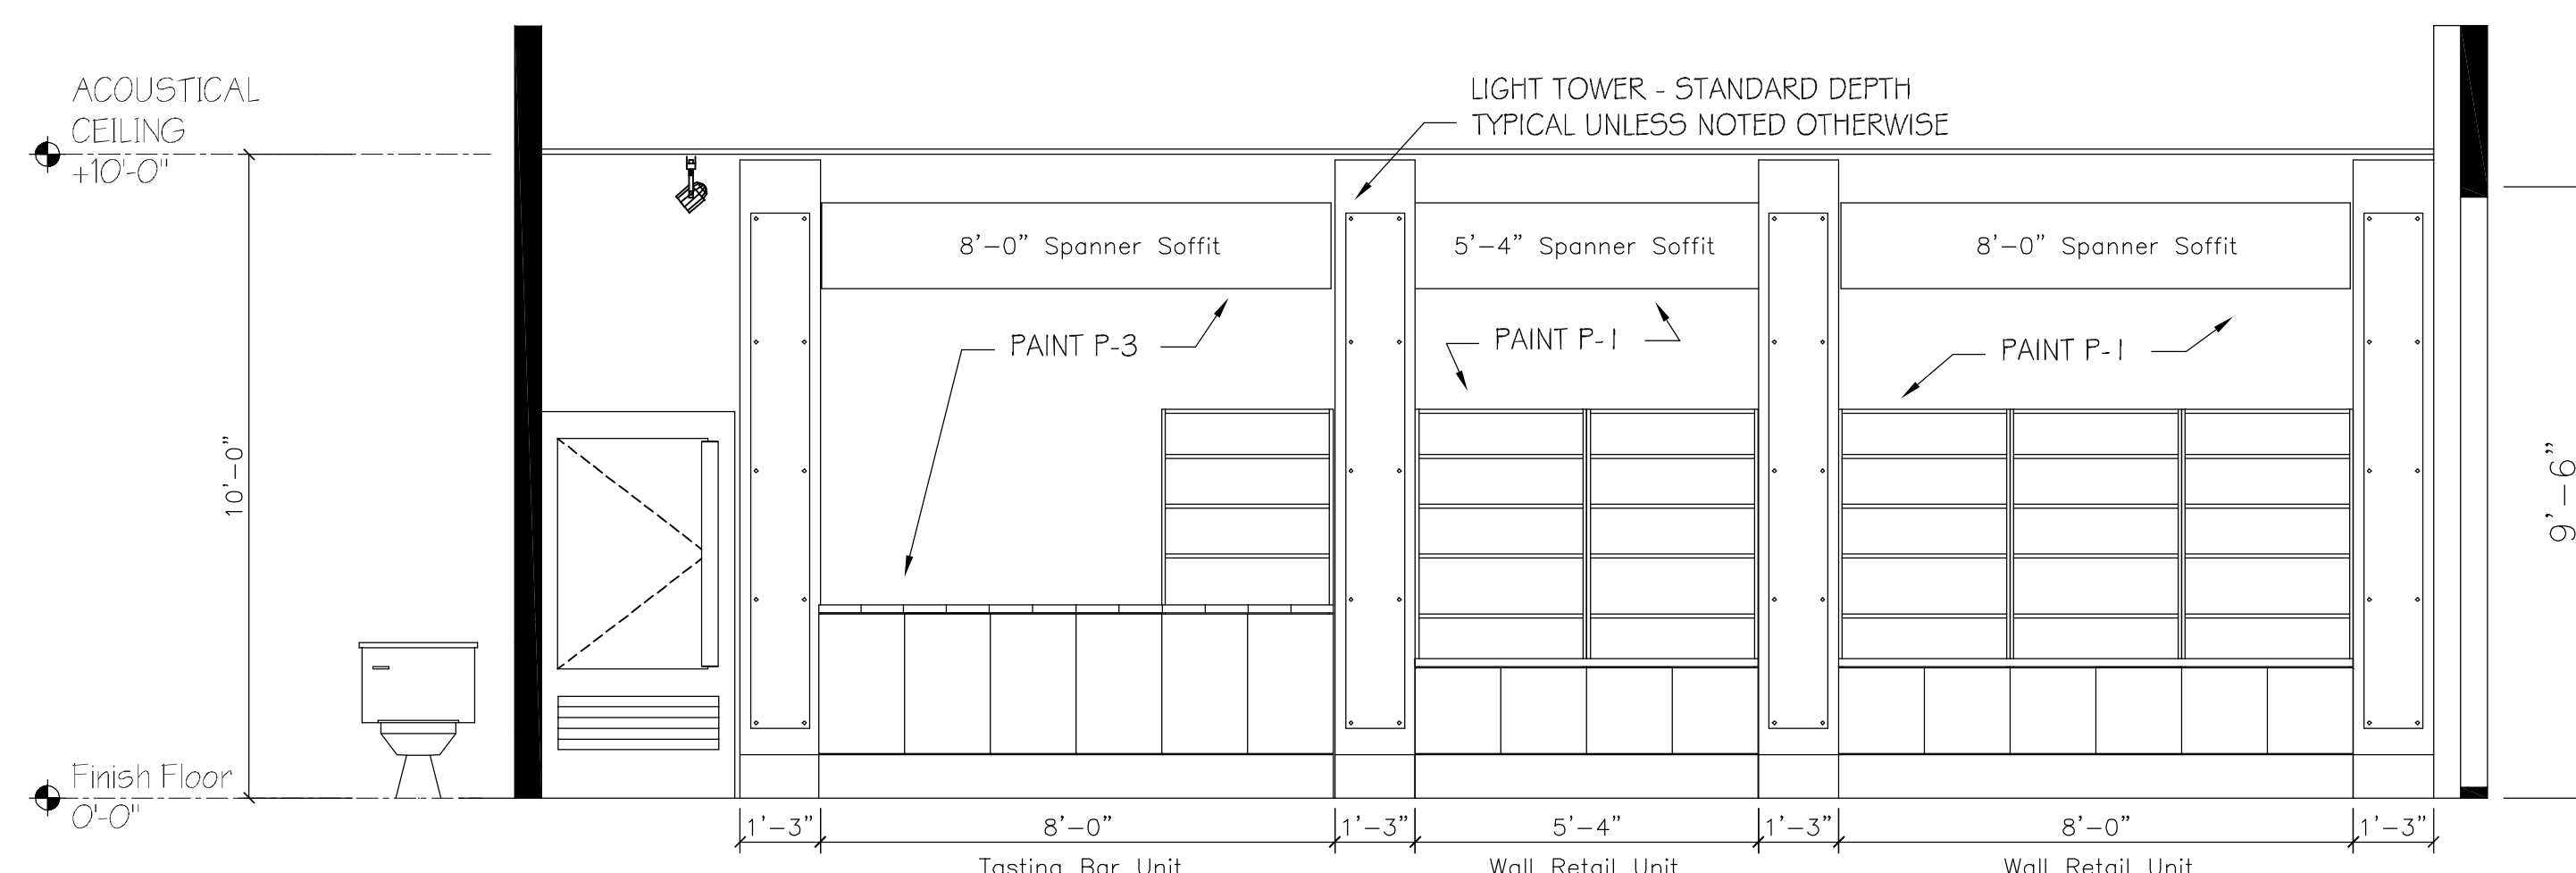 ACOUSTICAL
CEILING
+10'-0"
LIGHT TOWER - STANDARD DEPTH
TYPICAL UNLESS NOTED OTHERWISE
8'-0" Spanner Soffit
5'-4" Spanner Soffit
8'-0" Spanner Soffit
PAINT P-3
PAINT P-1
PAINT P-1
10'-0"
9'-6"
Finish Floor
0'-0"
1'-3"
8'-0"
1'-3"
5'-4"
1'-3"
8'-0"
1'-3"
Tasting Bar Unit
Wall Retail Unit
Wall Retail Unit